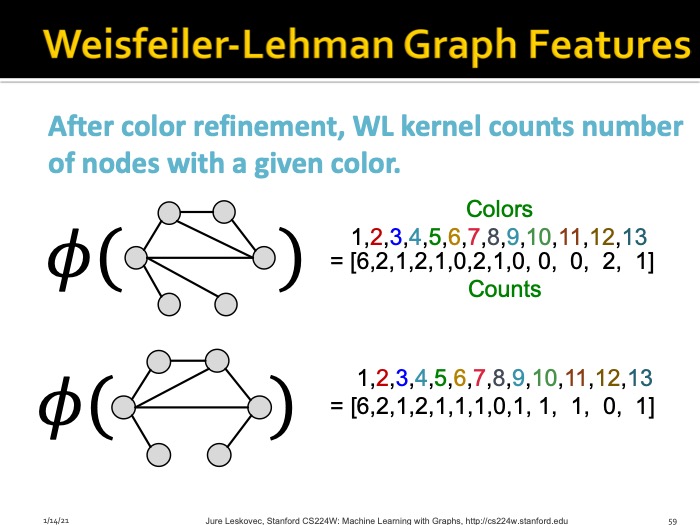 Weisfeiler-Lehman Graph Features
After color refinement, WL kernel counts number
of nodes with a given color.
Colors
1,2,3,4,5,6,7,8,9,10,11,12,13
ϕ( )
= [6,2,1,2,1,0,2,1,0, 0, 0, 2, 1]
Counts
1,2,3,4,5,6,7,8,9,10,11,12,13
ϕ( )
= [6,2,1,2,1,1,1,0,1, 1, 1, 0, 1]
1/14/21
Jure Leskovec, Stanford CS224W: Machine Learning with Graphs, http://cs224w.stanford.edu
59